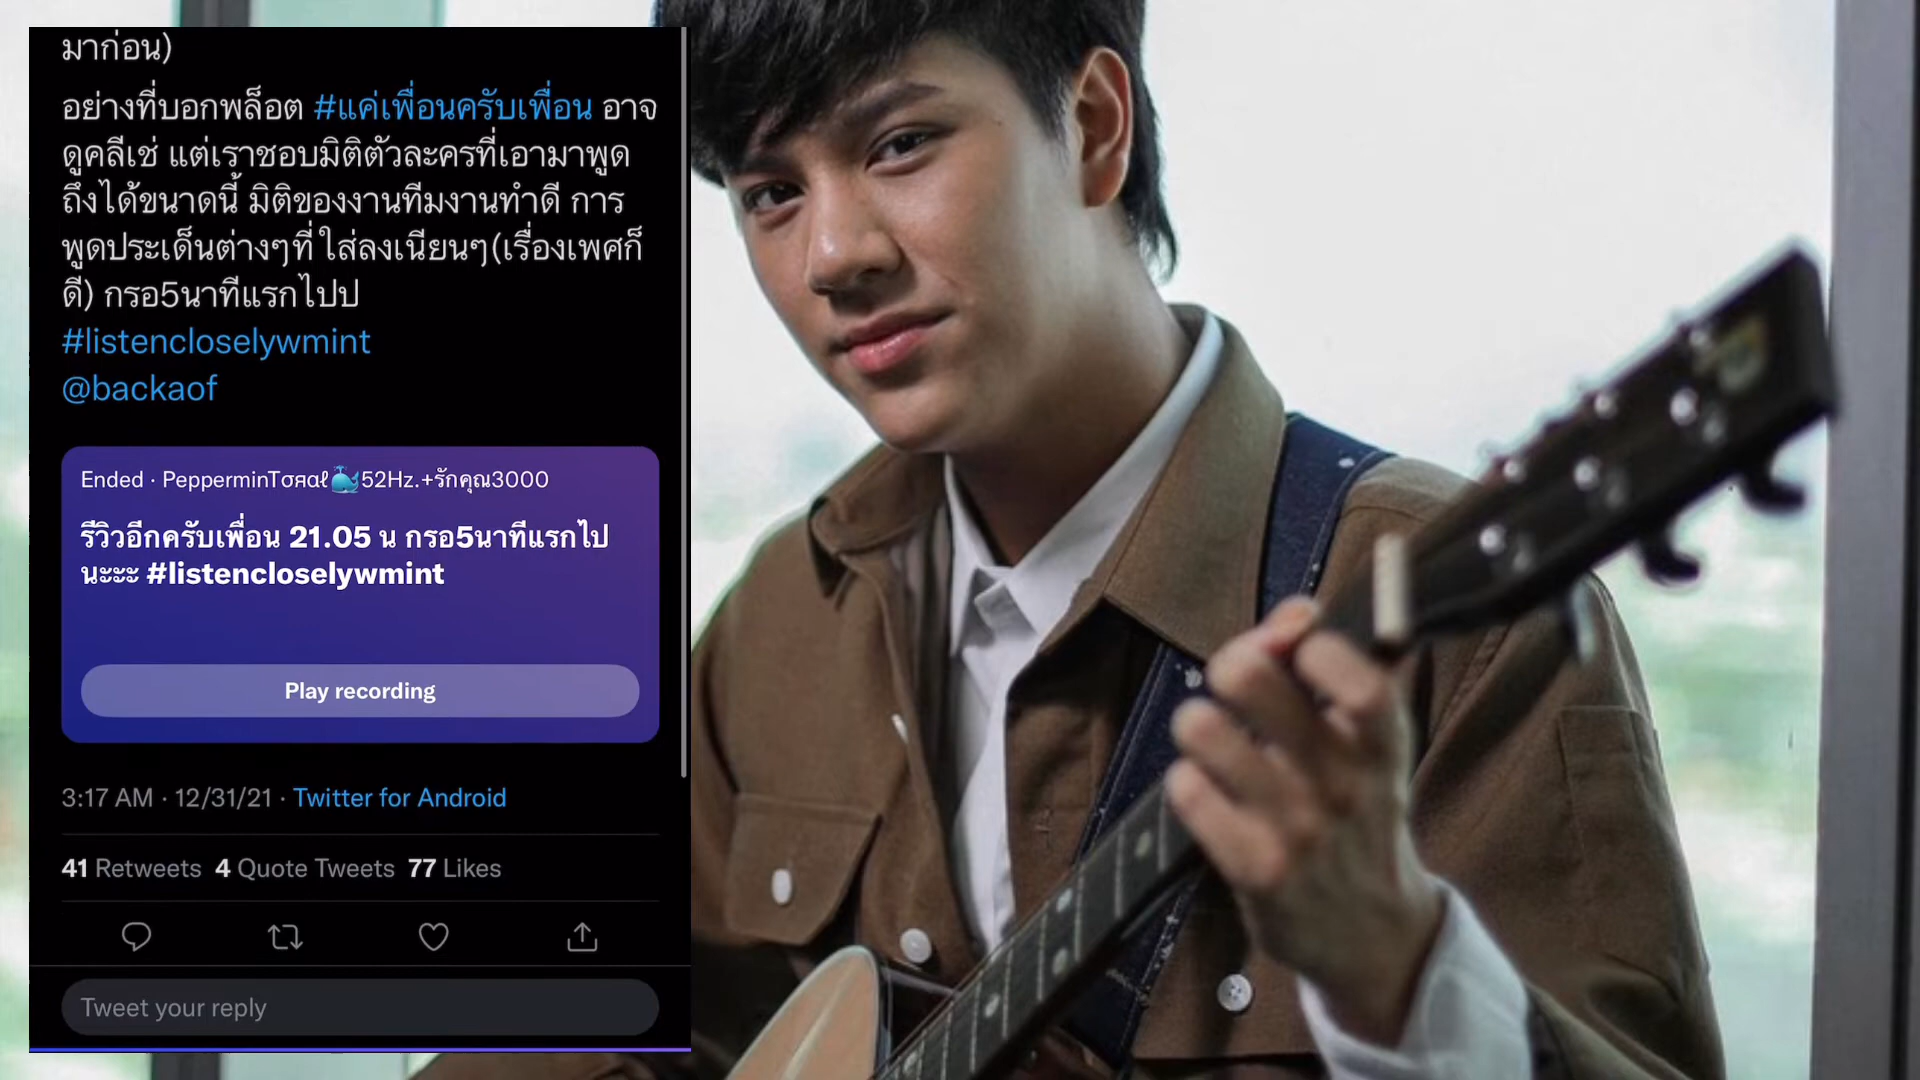 มาก่อน)
อย่างที่บอกพล็อต #แค่เพื่อนครับเพื่อน อาจ
ดูคลีเช่ แต่เราชอบมิติตัวละครที่เอามาพูด
ถึงได้ขนาดนี้ มิติของงานทีมงานทำดี การ
พูดประเด็นต่างๆที่ ใส่ลงเนียนๆ(เรื่องเพศก็
ดี) กรอ5นาทีแรกไปป
#listencloselywmint
@backaof
Ended · PepperminTσяαℓ🐳52Hz.+รักคุณ3000
รีวิวอีกครับเพื่อน 21.05 น กรอ5นาทีแรกไป
นะะะ #listencloselywmint
Play recording
3:17 AM · 12/31/21 · Twitter for Android
41 Retweets 4 Quote Tweets 77 Likes
Tweet your reply